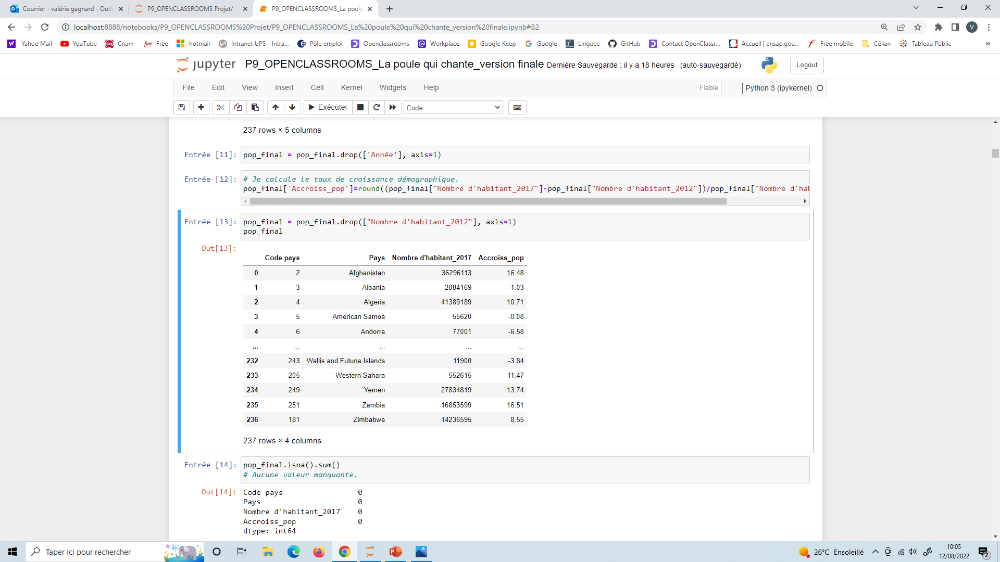 Courrier - valérie gagnard - Outl
P9_OPENCLASSROOMS Projet/
P9_OPENCLASSROOMS_La poule
localhost:8888/notebooks/P9_OPENCLASSROOMS%20Projet/P9_OPENCLASSROOMS_La%20poule%20qui%20chante_version%20finale.ipynb#B2
V
Yahoo Mail YouTube Cnam Free hotmail Intranet UPS - Intra... Pôle emploi Openclassrooms Workplace Google Keep Google Linguee GitHub Contact OpenClassr... Accueil | ensap.gou... Free mobile Célian Tableau Public »
jupyter P9_OPENCLASSROOMS_La poule qui chante_version finale Dernière Sauvegarde : il y a 18 heures (auto-sauvegardé) Logout
File Edit View Insert Cell Kernel Widgets Help Fiable Python 3 (ipykernel)
Exécuter Code
237 rows × 5 columns
Entrée [11]: pop_final = pop_final.drop(['Année'], axis=1)
Entrée [12]: # Je calcule le taux de croissance démographique.
pop_final['Accroiss_pop']=round((pop_final["Nombre d'habitant_2017"]-pop_final["Nombre d'habitant_2012"])/pop_final["Nombre d'hab
Entrée [13]: pop_final = pop_final.drop(["Nombre d'habitant_2012"], axis=1)
pop_final
Out[13]:
Code pays Pays Nombre d'habitant_2017 Accroiss_pop
0 2 Afghanistan 36296113 16.48
1 3 Albania 2884169 -1.03
2 4 Algeria 41389189 10.71
3 5 American Samoa 55620 -0.08
4 6 Andorra 77001 -6.58
... ... ... ... ...
232 243 Wallis and Futuna Islands 11900 -3.84
233 205 Western Sahara 552615 11.47
234 249 Yemen 27834819 13.74
235 251 Zambia 16853599 16.51
236 181 Zimbabwe 14236595 8.55
237 rows × 4 columns
Entrée [14]: pop_final.isna().sum()
# Aucune valeur manquante.
Out[14]: Code pays 0
Pays 0
Nombre d'habitant_2017 0
Accroiss_pop 0
dtype: int64
Taper ici pour rechercher
26°C Ensoleillé
10:05
12/08/2022
2